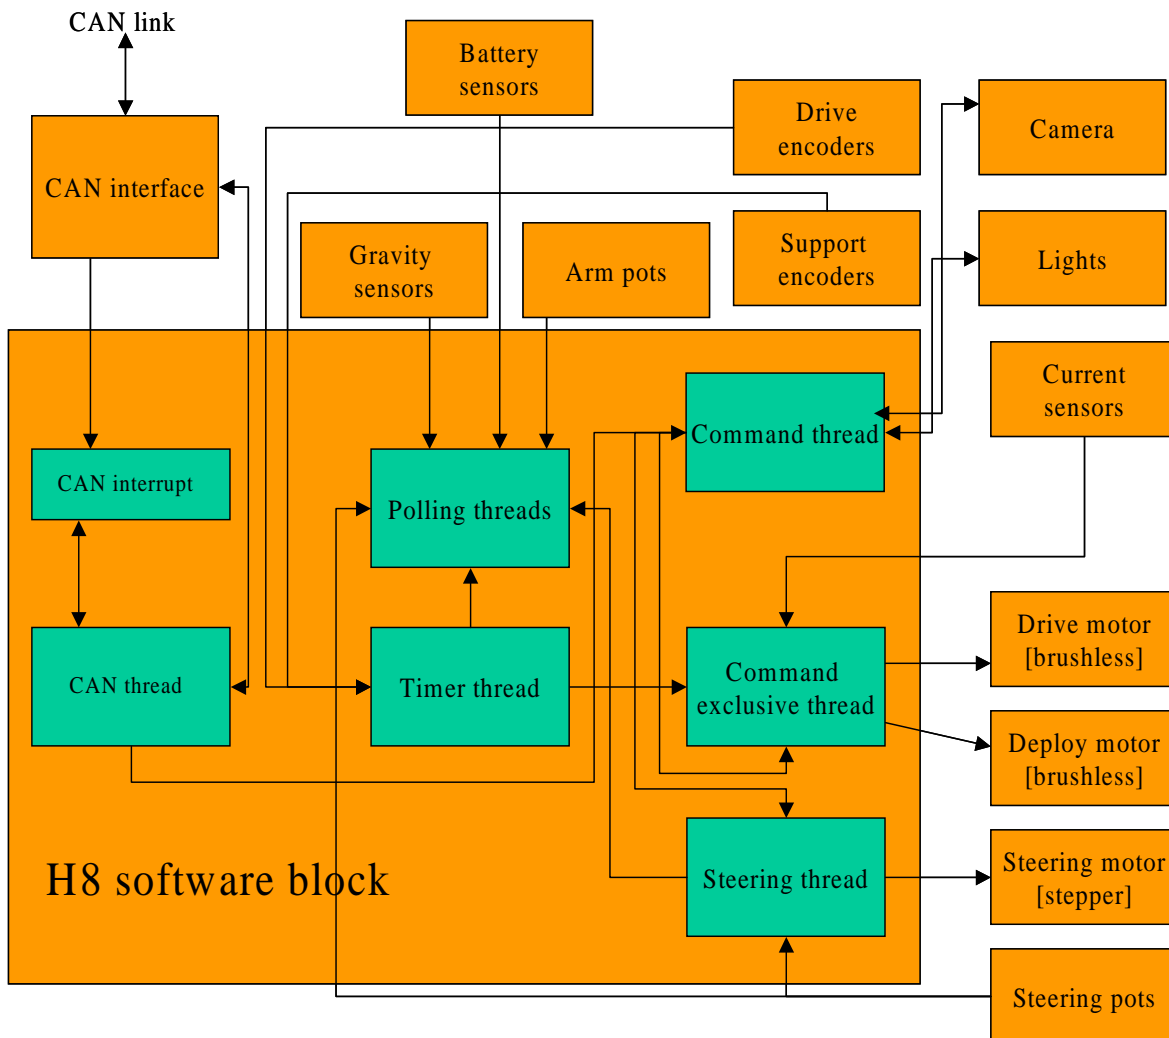 CAN link
Battery
sensors
Drive
encoders
Camera
CAN interface
Gravity
sensors
Arm pots
Support
encoders
Lights
Current
sensors
Command thread
CAN interrupt
Polling threads
Drive motor
[brushless]
CAN thread
Timer thread
Command
exclusive thread
Deploy motor
[brushless]
H8 software block
Steering thread
Steering motor
[stepper]
Steering pots